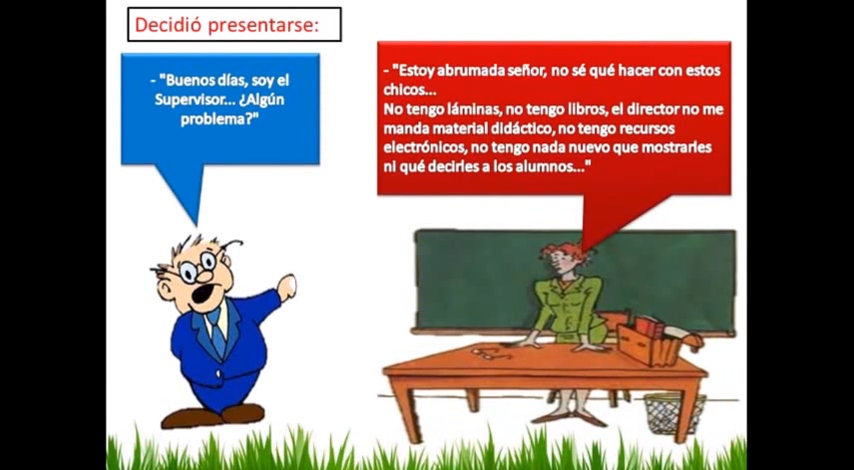 Decidió presentarse:
- "Buenos días, soy el
Supervisor... ¿Algún
problema?"
- "Estoy abrumada señor, no sé qué hacer con estos
chicos...
No tengo láminas, no tengo libros, el director no me
manda material didáctico, no tengo recursos
electrónicos, no tengo nada nuevo que mostrarles
ni qué decirles a los alumnos..."